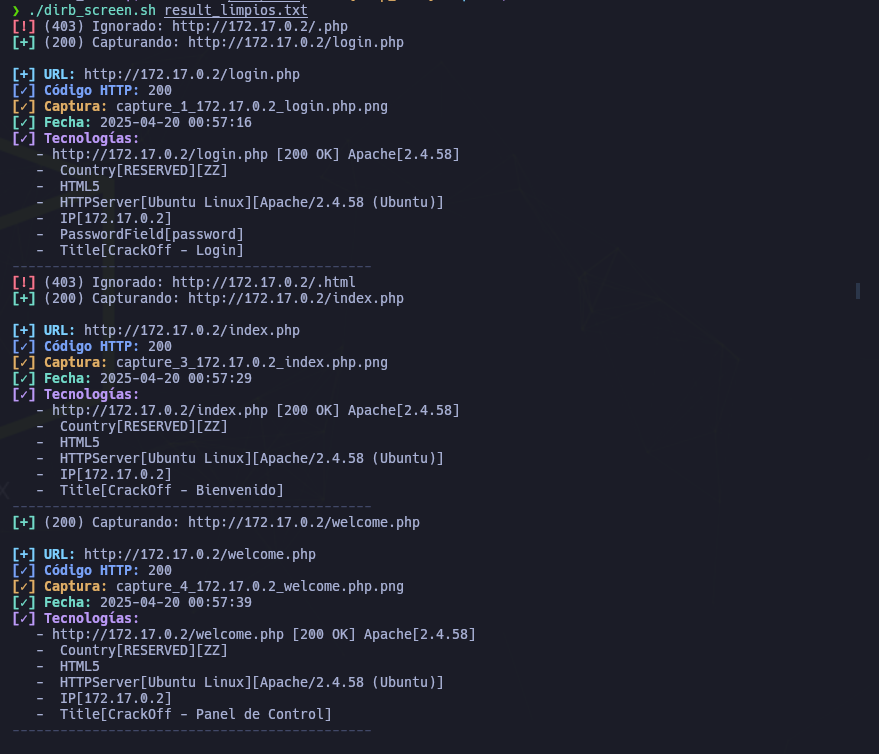 ❯ ./dirb_screen.sh result_limpios.txt
[!] (403) Ignorado: http://172.17.0.2/.php
[+] (200) Capturando: http://172.17.0.2/login.php
[+] URL: http://172.17.0.2/login.php
[✓] Código HTTP: 200
[✓] Captura: capture_1_172.17.0.2_login.php.png
[✓] Fecha: 2025-04-20 00:57:16
[✓] Tecnologías:
- http://172.17.0.2/login.php [200 OK] Apache[2.4.58]
- Country[RESERVED][ZZ]
- HTML5
- HTTPServer[Ubuntu Linux][Apache/2.4.58 (Ubuntu)]
- IP[172.17.0.2]
- PasswordField[password]
- Title[CrackOff - Login]
---------------------------------------------
[!] (403) Ignorado: http://172.17.0.2/.html
[+] (200) Capturando: http://172.17.0.2/index.php
[+] URL: http://172.17.0.2/index.php
[✓] Código HTTP: 200
[✓] Captura: capture_3_172.17.0.2_index.php.png
[✓] Fecha: 2025-04-20 00:57:29
[✓] Tecnologías:
- http://172.17.0.2/index.php [200 OK] Apache[2.4.58]
- Country[RESERVED][ZZ]
- HTML5
- HTTPServer[Ubuntu Linux][Apache/2.4.58 (Ubuntu)]
- IP[172.17.0.2]
- Title[CrackOff - Bienvenido]
---------------------------------------------
[+] (200) Capturando: http://172.17.0.2/welcome.php
[+] URL: http://172.17.0.2/welcome.php
[✓] Código HTTP: 200
[✓] Captura: capture_4_172.17.0.2_welcome.php.png
[✓] Fecha: 2025-04-20 00:57:39
[✓] Tecnologías:
- http://172.17.0.2/welcome.php [200 OK] Apache[2.4.58]
- Country[RESERVED][ZZ]
- HTML5
- HTTPServer[Ubuntu Linux][Apache/2.4.58 (Ubuntu)]
- IP[172.17.0.2]
- Title[CrackOff - Panel de Control]
---------------------------------------------